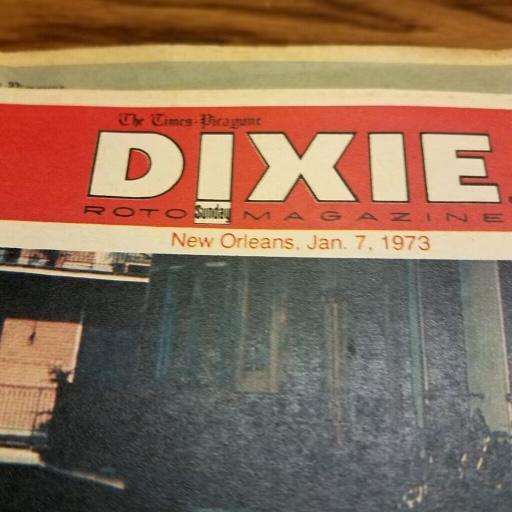 The Times-Picayune
DIXIE
ROTO Sunday MAGAZINE
New Orleans, Jan. 7, 1973